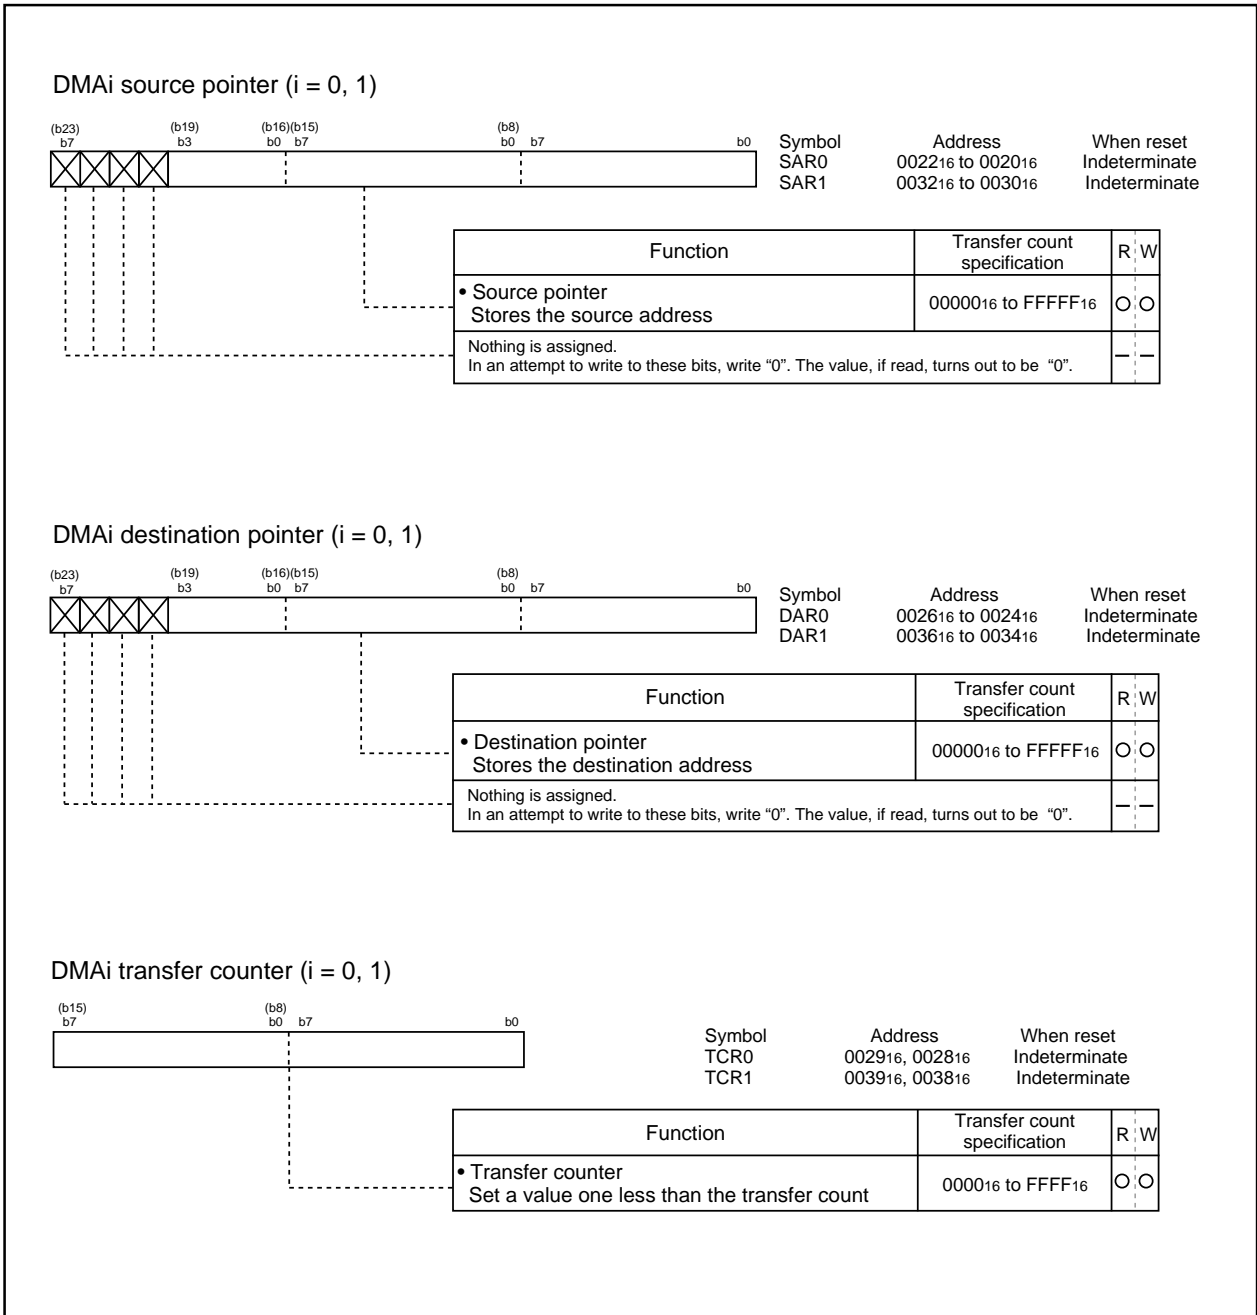 DMAi source pointer (i = 0, 1)
(b23) (b19) (b16)(b15) (b8)
b7 b3 b0 b7 b0 b7 b0
Symbol Address When reset
SAR0 002216 to 002016 Indeterminate
SAR1 003216 to 003016 Indeterminate
Function Transfer count specification R W
• Source pointer
Stores the source address 0000016 to FFFFF16
Nothing is assigned.
In an attempt to write to these bits, write “0”. The value, if read, turns out to be “0”.
DMAi destination pointer (i = 0, 1)
(b23) (b19) (b16)(b15) (b8)
b7 b3 b0 b7 b0 b7 b0
Symbol Address When reset
DAR0 002616 to 002416 Indeterminate
DAR1 003616 to 003416 Indeterminate
Function Transfer count specification R W
• Destination pointer
Stores the destination address 0000016 to FFFFF16
Nothing is assigned.
In an attempt to write to these bits, write “0”. The value, if read, turns out to be “0”.
DMAi transfer counter (i = 0, 1)
(b15) (b8)
b7 b0 b7 b0
Symbol Address When reset
TCR0 002916, 002816 Indeterminate
TCR1 003916, 003816 Indeterminate
Function Transfer count specification R W
• Transfer counter
Set a value one less than the transfer count 000016 to FFFF16